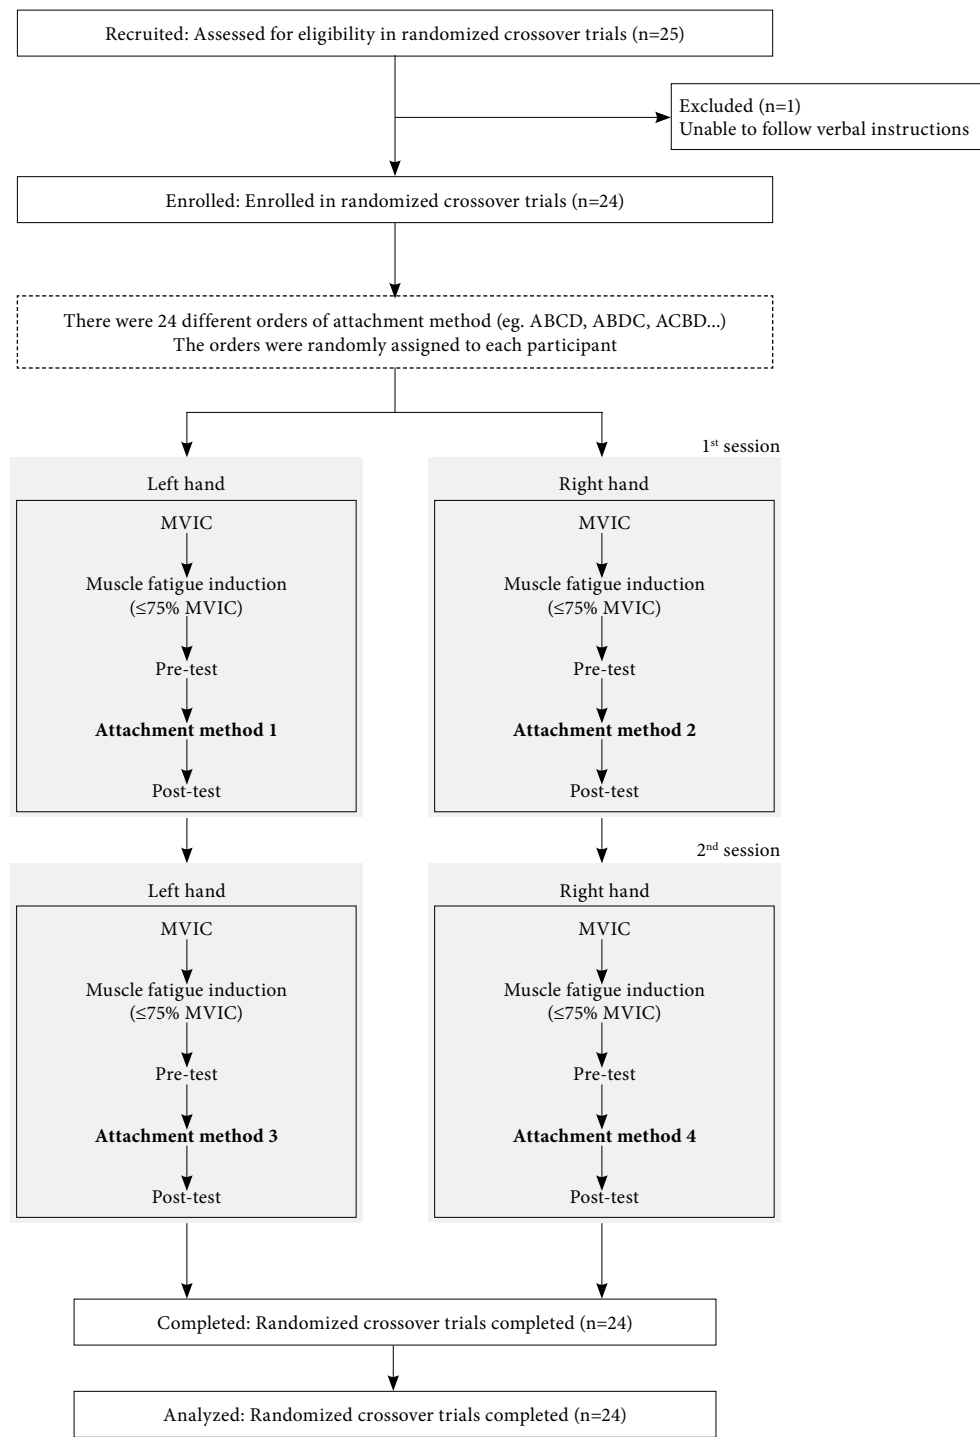 Recruited: Assessed for eligibility in randomized crossover trials (n=25)
Excluded (n=1)
Unable to follow verbal instructions
Enrolled: Enrolled in randomized crossover trials (n=24)
There were 24 different orders of attachment method (eg. ABCD, ABDC, ACBD...)
The orders were randomly assigned to each participant
1st session
Left hand
MVIC
Muscle fatigue induction
(≤75% MVIC)
Pre-test
Attachment method 1
Post-test
Right hand
MVIC
Muscle fatigue induction
(≤75% MVIC)
Pre-test
Attachment method 2
Post-test
2nd session
Left hand
MVIC
Muscle fatigue induction
(≤75% MVIC)
Pre-test
Attachment method 3
Post-test
Right hand
MVIC
Muscle fatigue induction
(≤75% MVIC)
Pre-test
Attachment method 4
Post-test
Completed: Randomized crossover trials completed (n=24)
Analyzed: Randomized crossover trials completed (n=24)